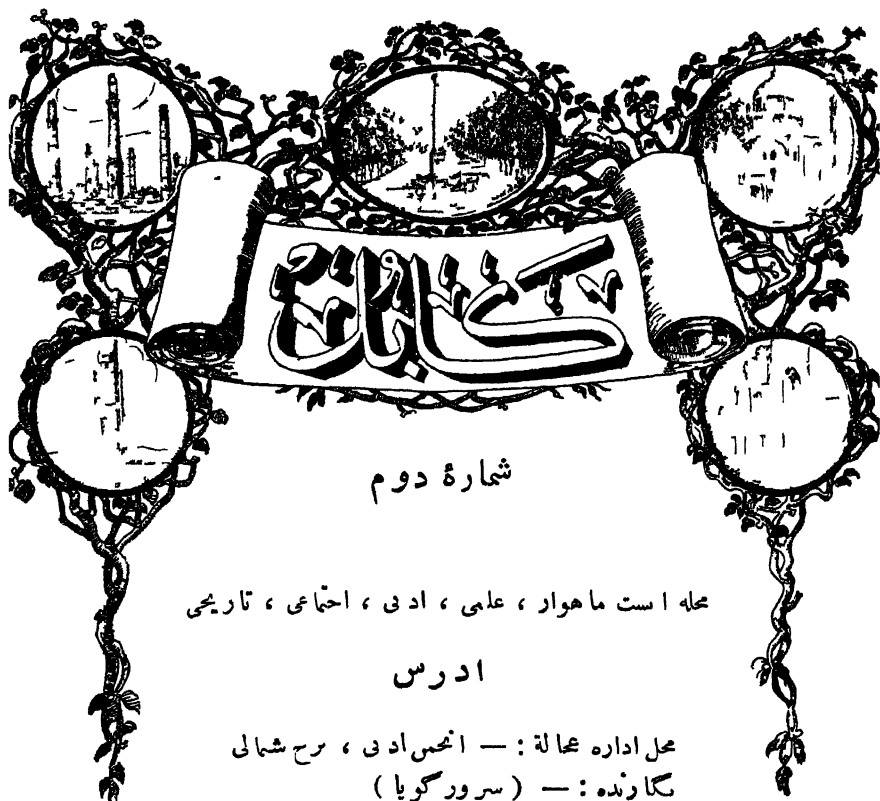 کابل
شمارهٔ دوم
مجله است ماهوار ، علمی ، ادبی ، اجتماعی ، تاریخی
ادرس
محل اداره عجالة : — انجمن ادبی ، برج شمالی
نگارنده : — ( سرور گویا )